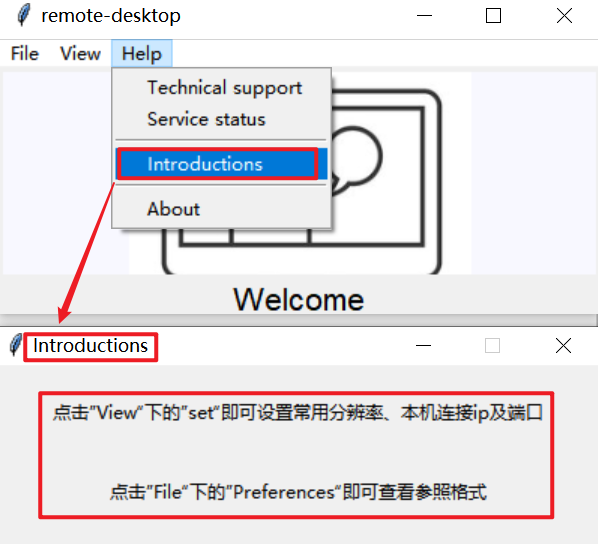 remote-desktop
File View Help
Technical support
Service status
Introductions
About
Welcome
Introductions
点击"View"下的"set"即可设置常用分辨率、本机连接ip及端口
点击"File"下的"Preferences"即可查看参照格式